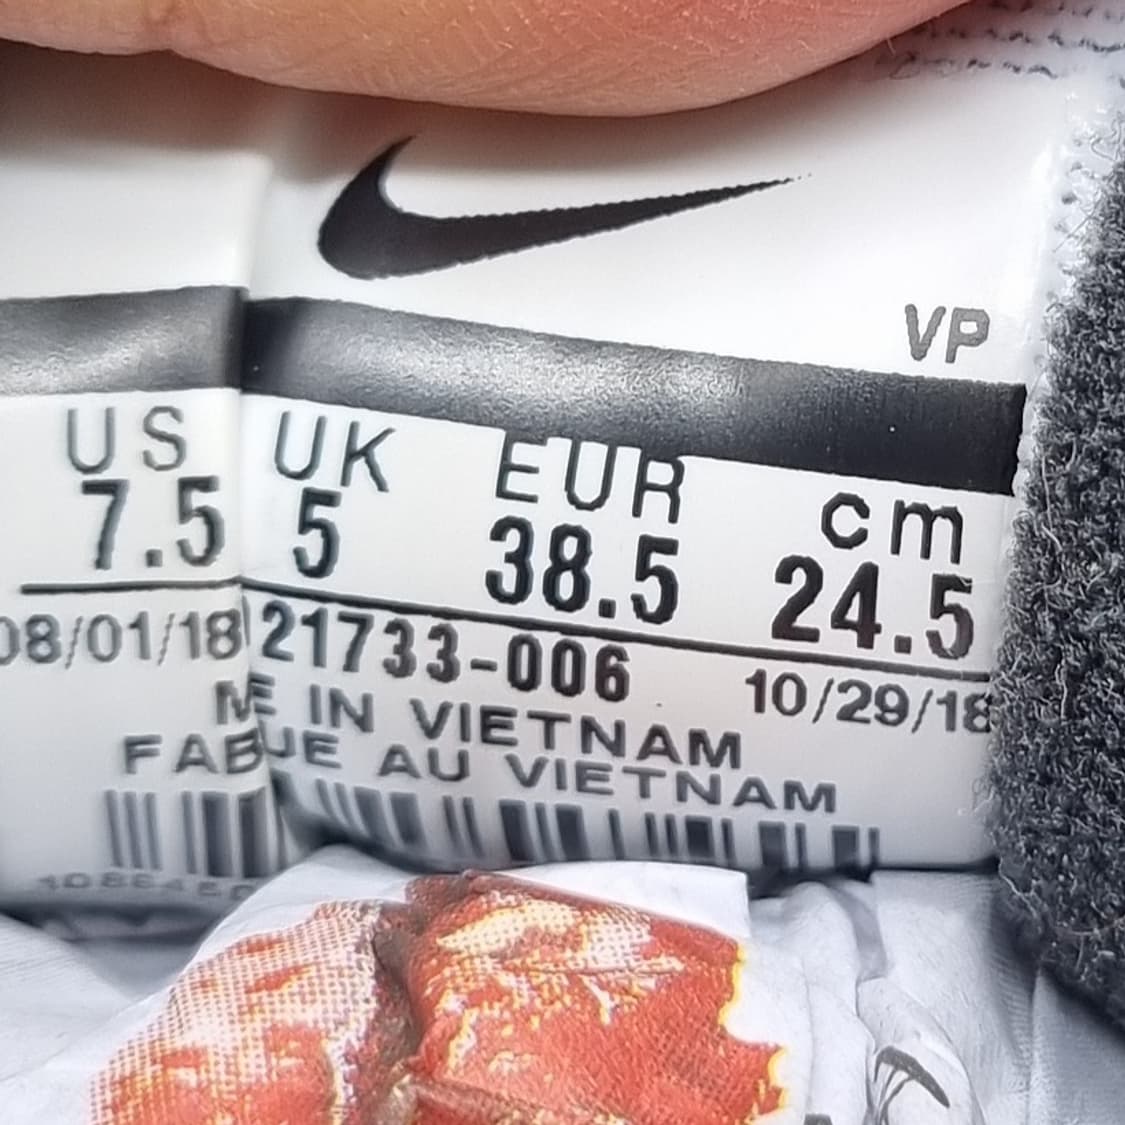 VP
US UK EUR cm
7.5 5 38.5 24.5
08/01/18 21733-006 10/29/18
IN VIETNAM
AU VIETNAM